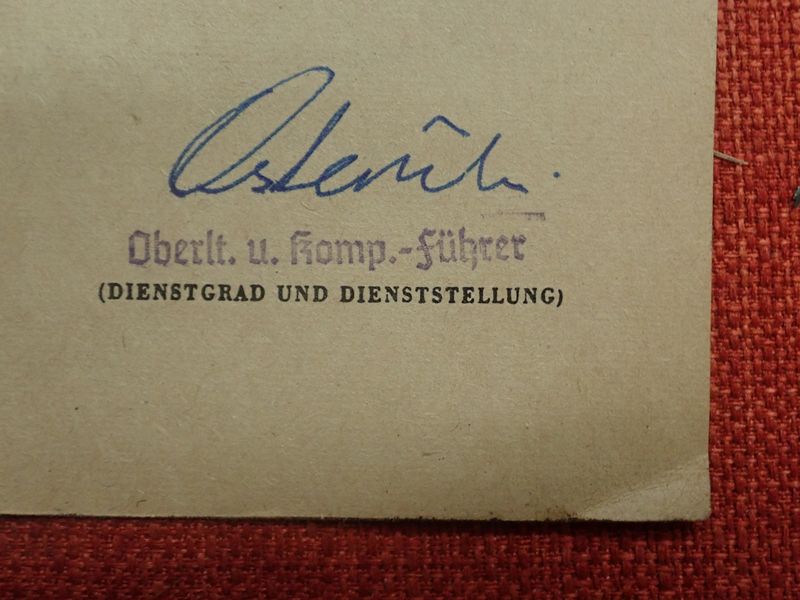 Oberlt. u. Komp.-Führer
(DIENSTGRAD UND DIENSTSTELLUNG)